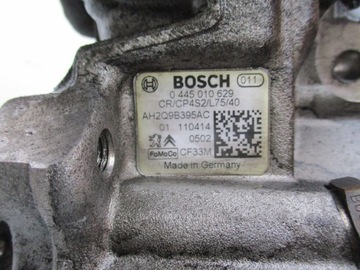 BOSCH 011
0 445 010 629
CR/CP4S2/L75/40
AH2Q9B395AC
01 110414
0502
FoMoCo CF33M
Made in Germany